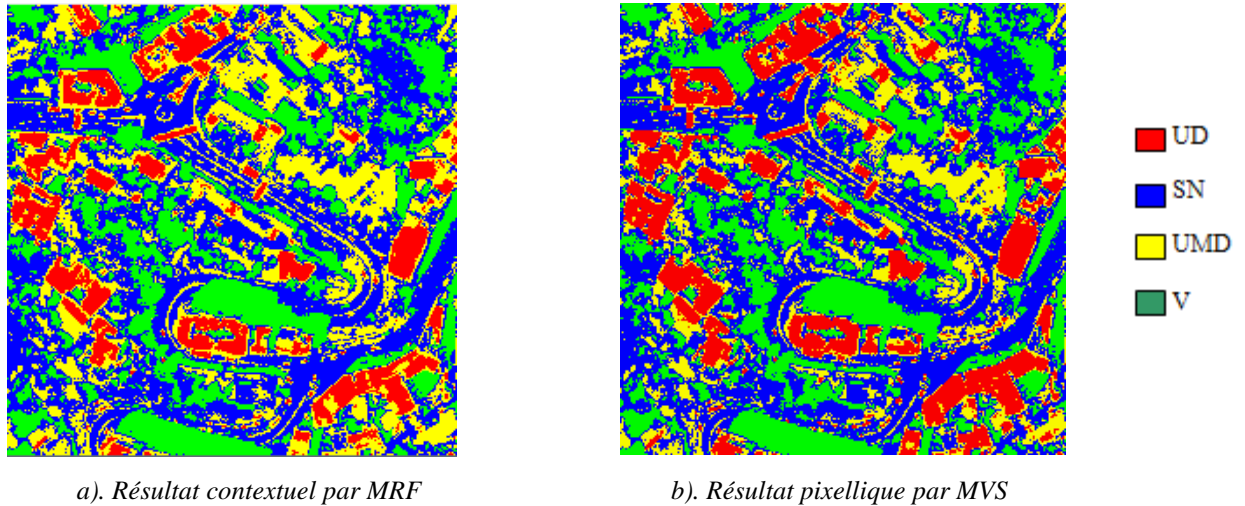 UD
SN
UMD
V
a). Résultat contextuel par MRF
b). Résultat pixellique par MVS